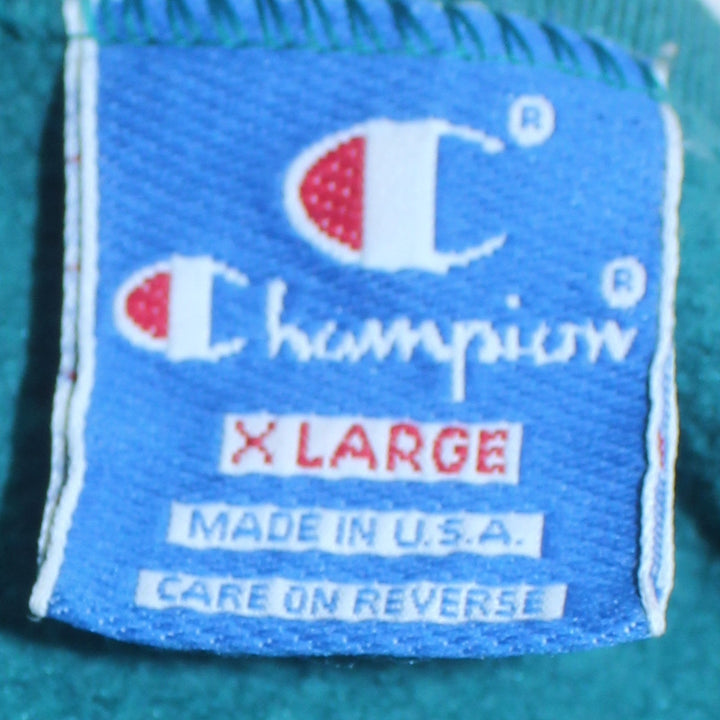 ®
Champion®
X LARGE
MADE IN U.S.A.
CARE ON REVERSE